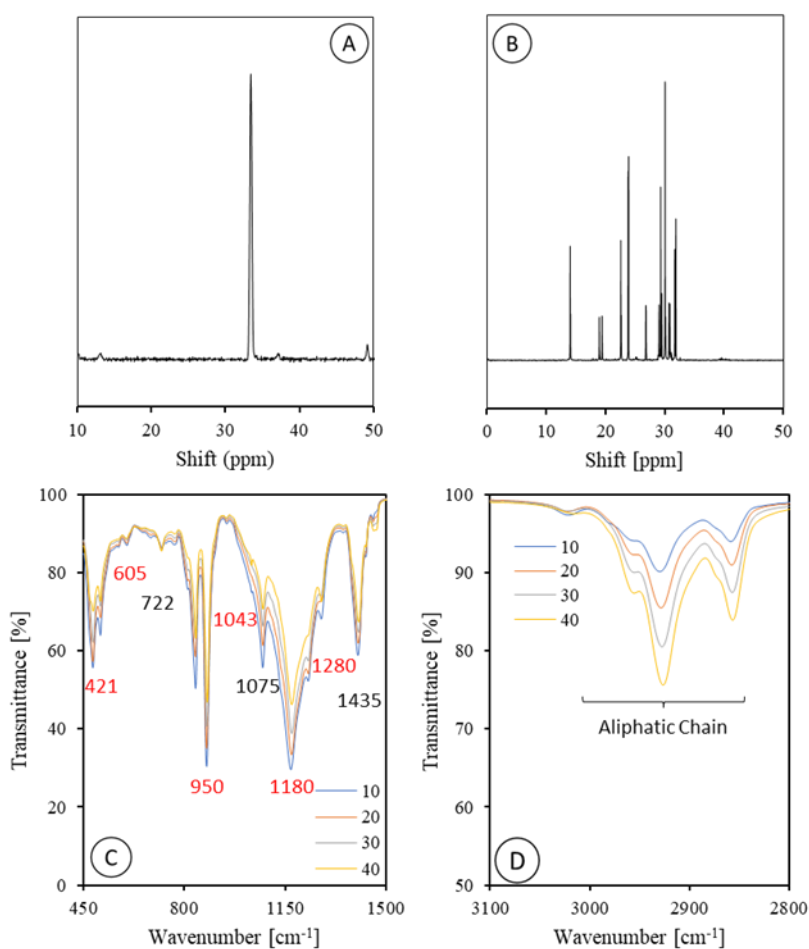 A
10 20 30 40 50
Shift (ppm)
B
0 10 20 30 40 50
Shift [ppm]
100
80
60
40
20
0
Transmittance [%]
605
722
1043
1280
421
1075
1435
950
1180
10
20
30
40
C
450 800 1150 1500
Wavenumber [cm⁻¹]
100
90
80
70
60
50
Transmittance [%]
10
20
30
40
Aliphatic Chain
D
3100 3000 2900 2800
Wavenumber [cm⁻¹]